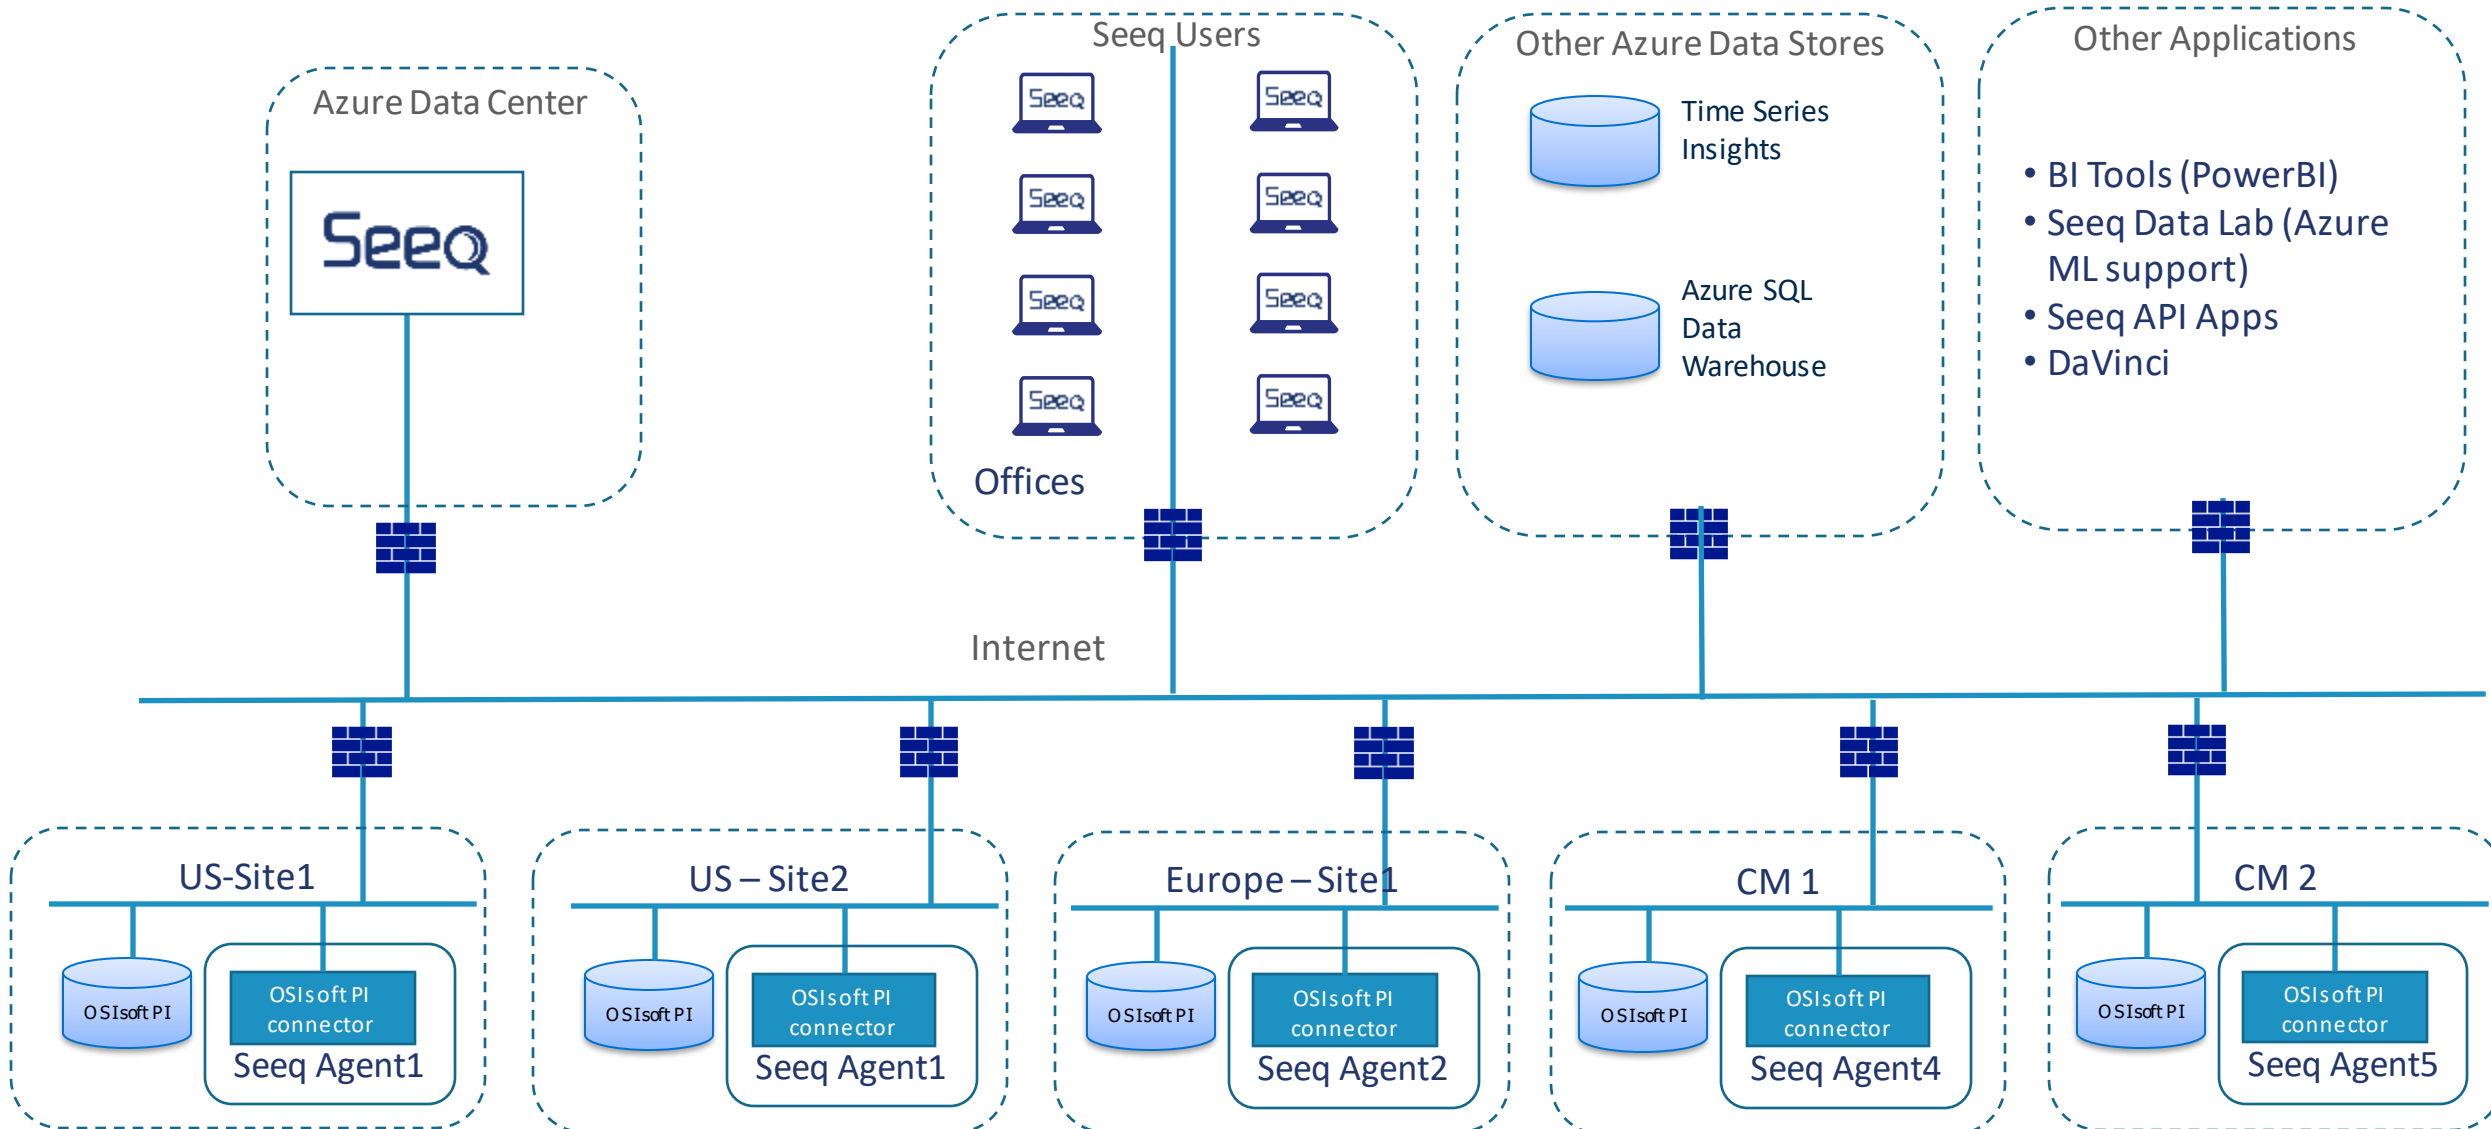 Azure Data Center
Seeq
Seeq Users
Seeq
Seeq
Seeq
Seeq
Seeq
Seeq
Seeq
Seeq
Offices
Other Azure Data Stores
Time Series
Insights
Azure SQL
Data
Warehouse
Other Applications
• BI Tools (PowerBI)
• Seeq Data Lab (Azure
ML support)
• Seeq API Apps
• DaVinci
Internet
US-Site1
OSIsoft PI
OSIsoft PI
connector
Seeq Agent1
US – Site2
OSIsoft PI
OSIsoft PI
connector
Seeq Agent1
Europe – Site1
OSIsoft PI
OSIsoft PI
connector
Seeq Agent2
CM 1
OSIsoft PI
OSIsoft PI
connector
Seeq Agent4
CM 2
OSIsoft PI
OSIsoft PI
connector
Seeq Agent5